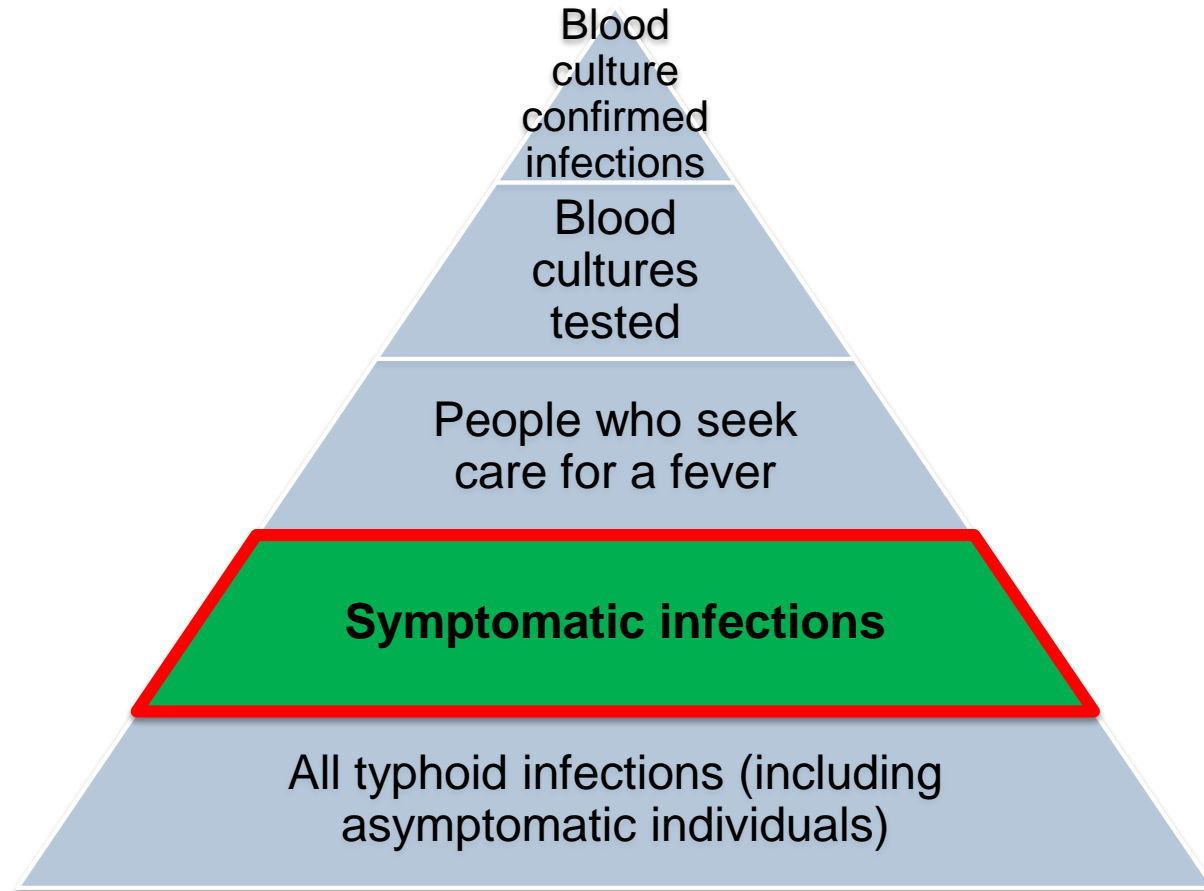 Blood
culture
confirmed
infections
Blood
cultures
tested
People who seek
care for a fever
Symptomatic infections
All typhoid infections (including
asymptomatic individuals)